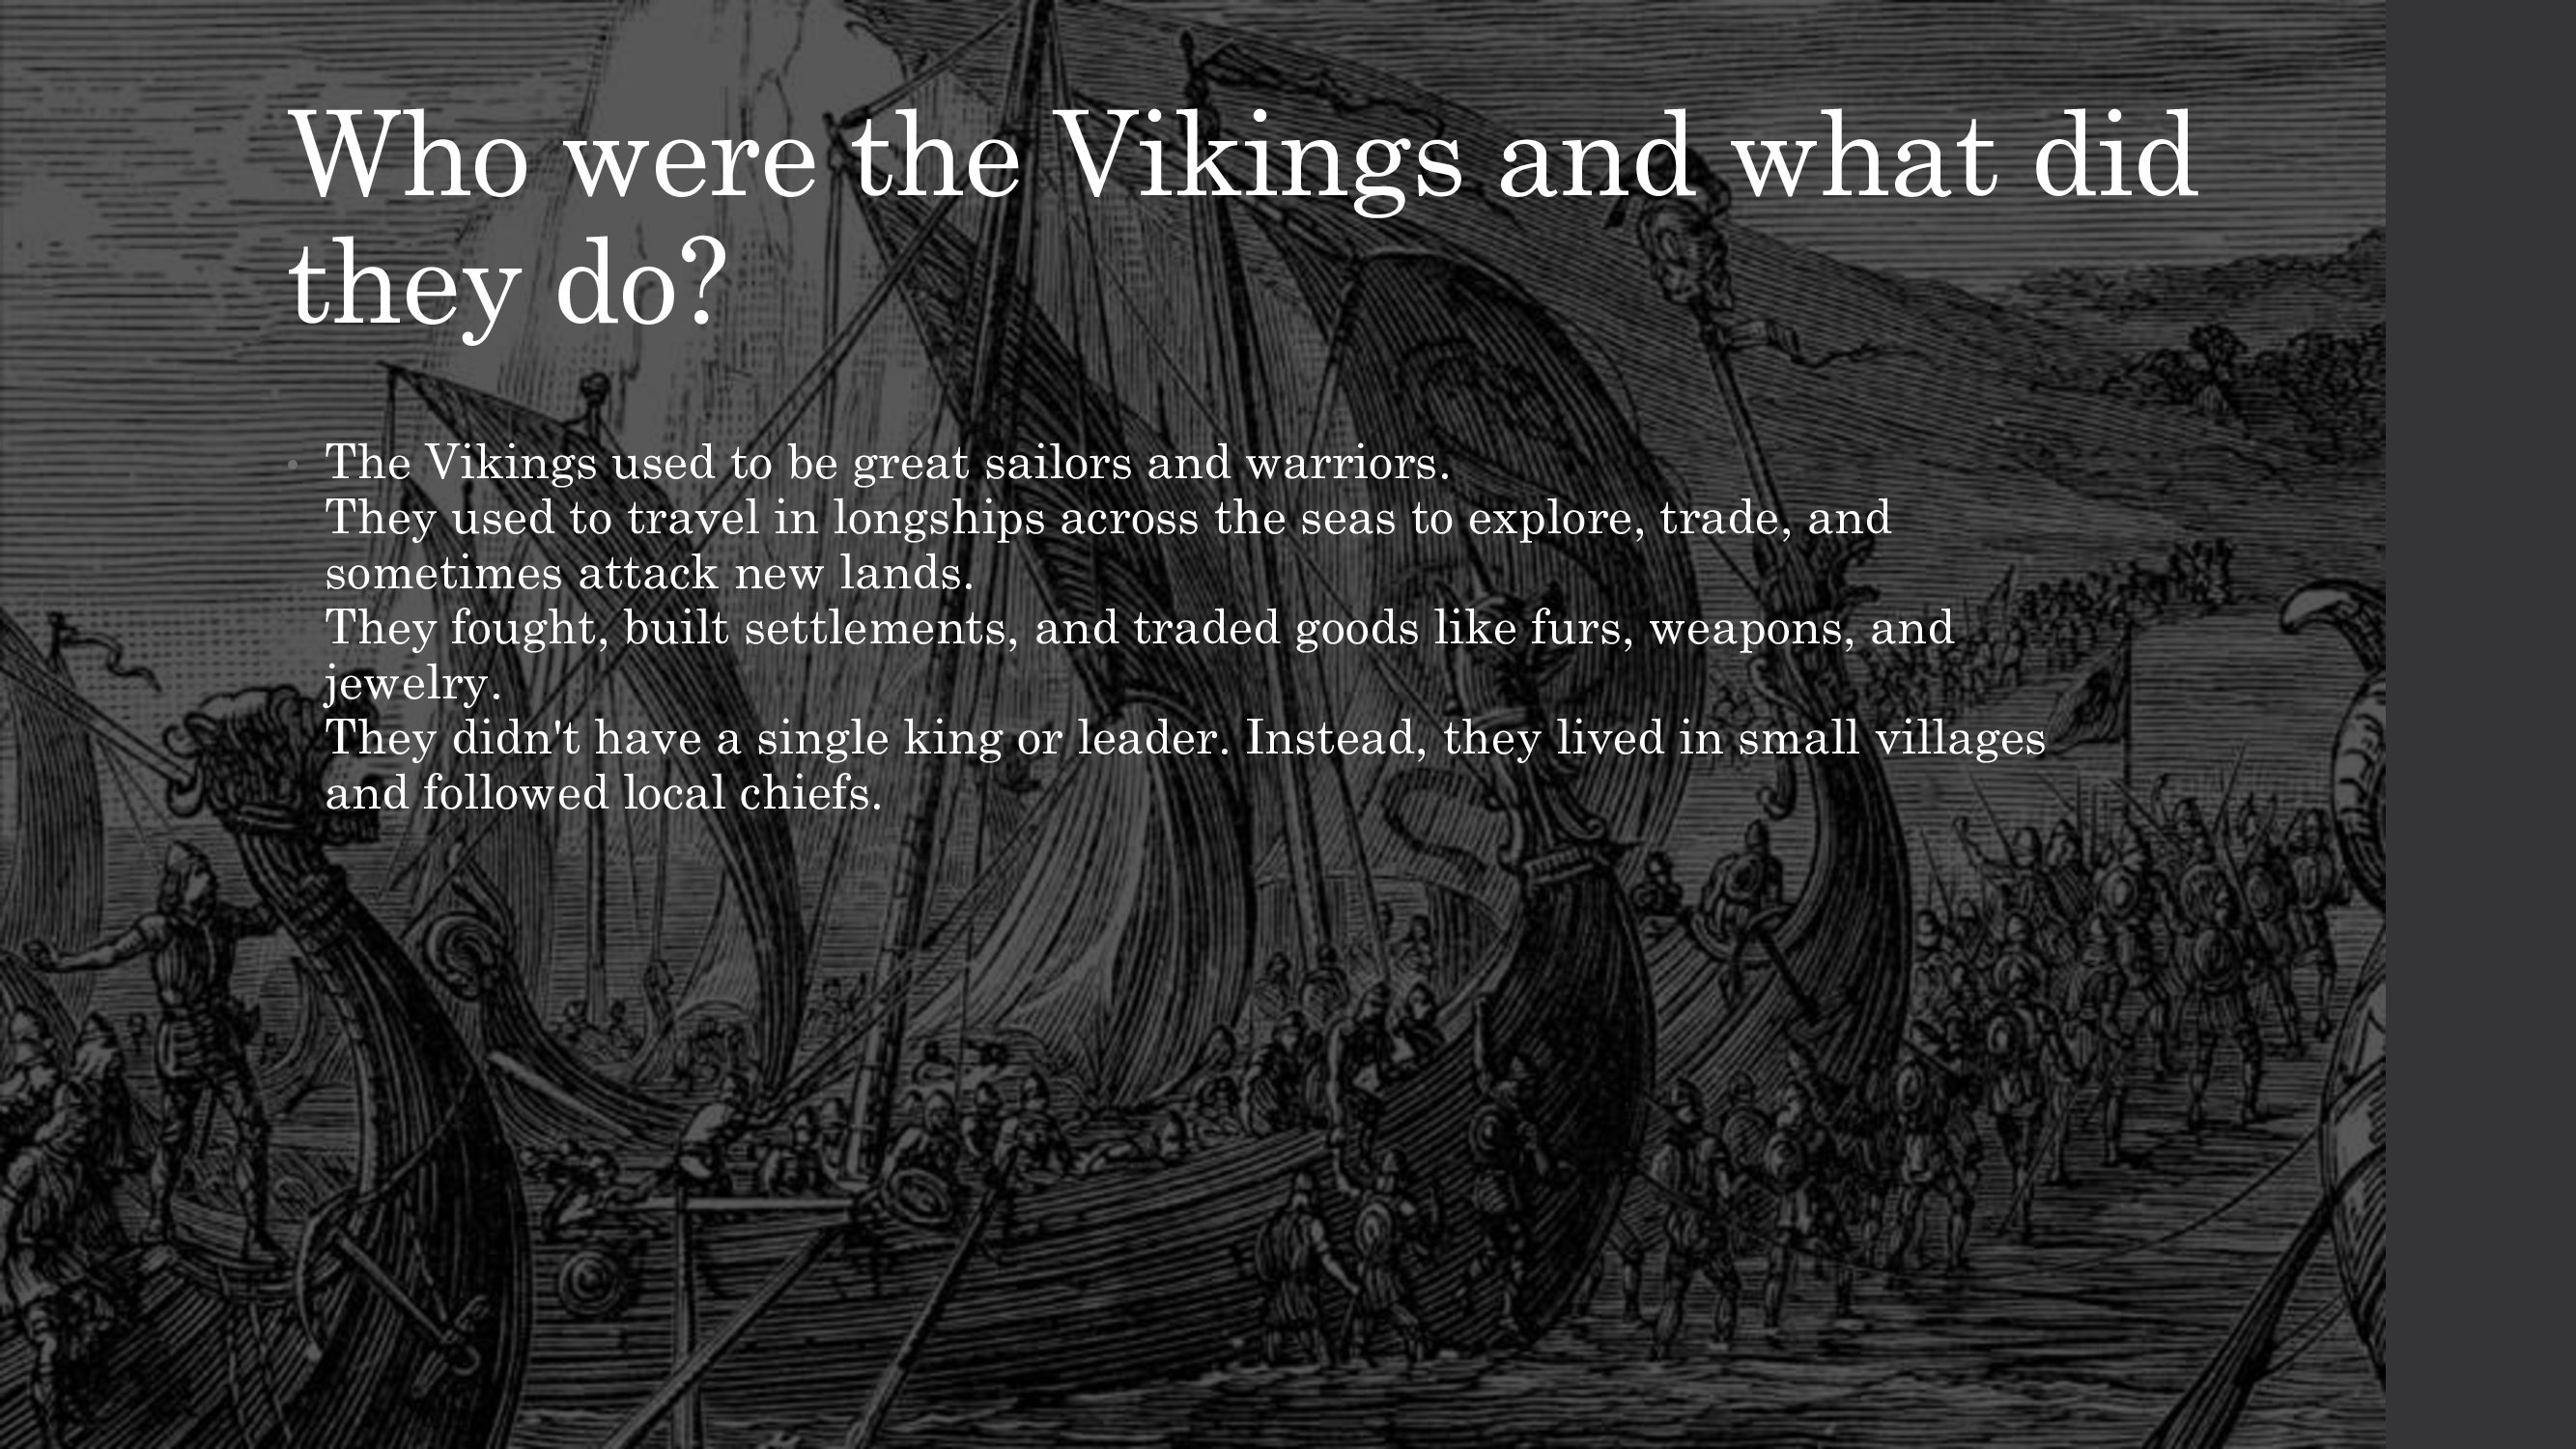 Who were the Vikings and what did
they do?
• The Vikings used to be great sailors and warriors.
They used to travel in longships across the seas to explore, trade, and
sometimes attack new lands.
They fought, built settlements, and traded goods like furs, weapons, and
jewelry.
They didn't have a single king or leader. Instead, they lived in small villages
and followed local chiefs.